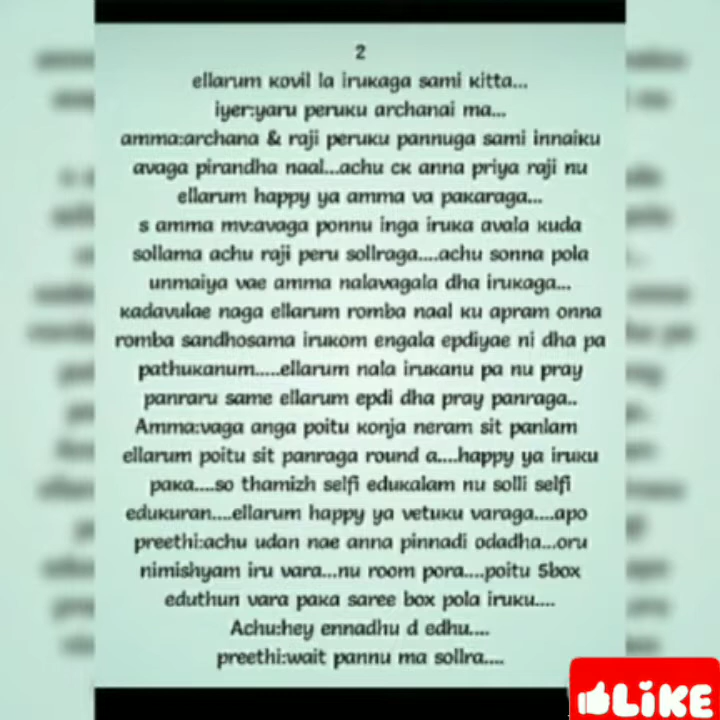 2
ellarum kovil la irukaga sami kitta...
iyer:yaru peruku archanai ma...
amma:archana & raji peruku pannuga sami innaiku
avaga pirandha naal...achu ck anna priya raji nu
ellarum happy ya amma va pakaraga...
s amma mv:avaga ponnu inga iruka avala kuda
sollama achu raji peru sollraga....achu sonna pola
unmaiya vae amma nalavagala dha irukaga...
kadavulae naga ellarum romba naal ku apram onna
romba sandhosama irukom engala epdiyae ni dha pa
pathukanum.....ellarum nala irukanu pa nu pray
panraru same ellarum epdi dha pray panraga..
Amma:vaga anga poitu konja neram sit panlam
ellarum poitu sit panraga round a....happy ya iruku
paka....so thamizh selfi edukalam nu solli selfi
edukuran....ellarum happy ya vetuku varaga....apo
preethi:achu udan nae anna pinnadi odadha...oru
nimishyam iru vara...nu room pora....poitu 5box
eduthun vara paka saree box pola iruku....
Achu:hey ennadhu d edhu....
preethi:wait pannu ma sollra....
LiKE